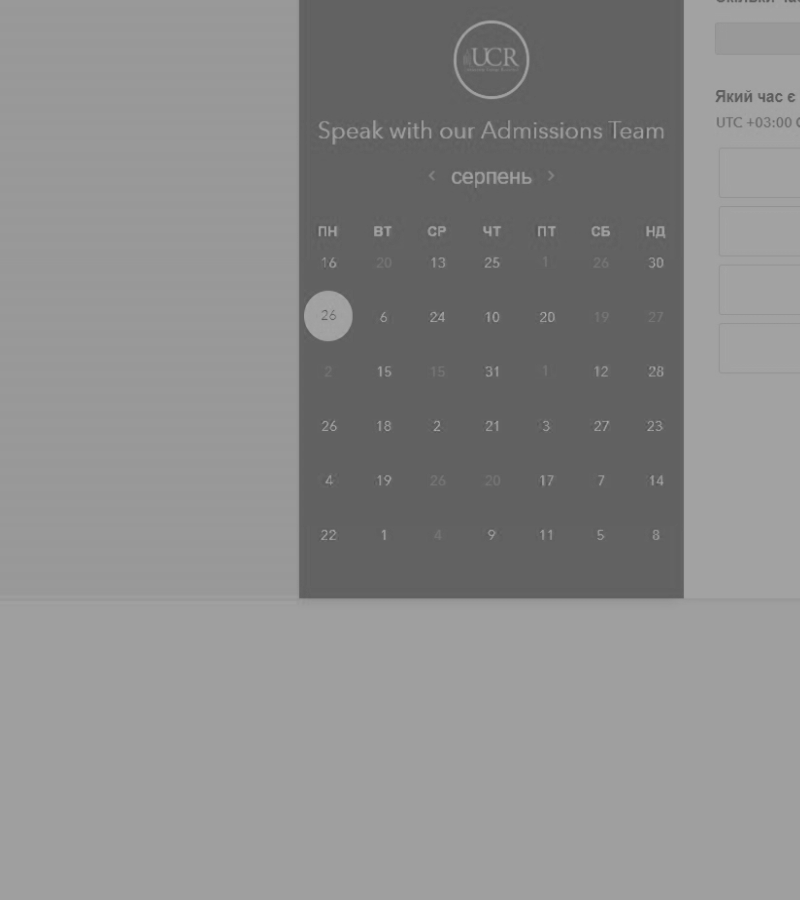 UCR
Speak with our Admissions Team
< серпень >
ПН ВТ СР ЧТ ПТ СБ НД
16 20 13 25 1 26 30
26 6 24 10 20 19 27
2 15 15 31 1 12 28
26 18 2 21 3 27 23
4 19 26 20 17 7 14
22 1 4 9 11 5 8
Який час є
UTC +03:00